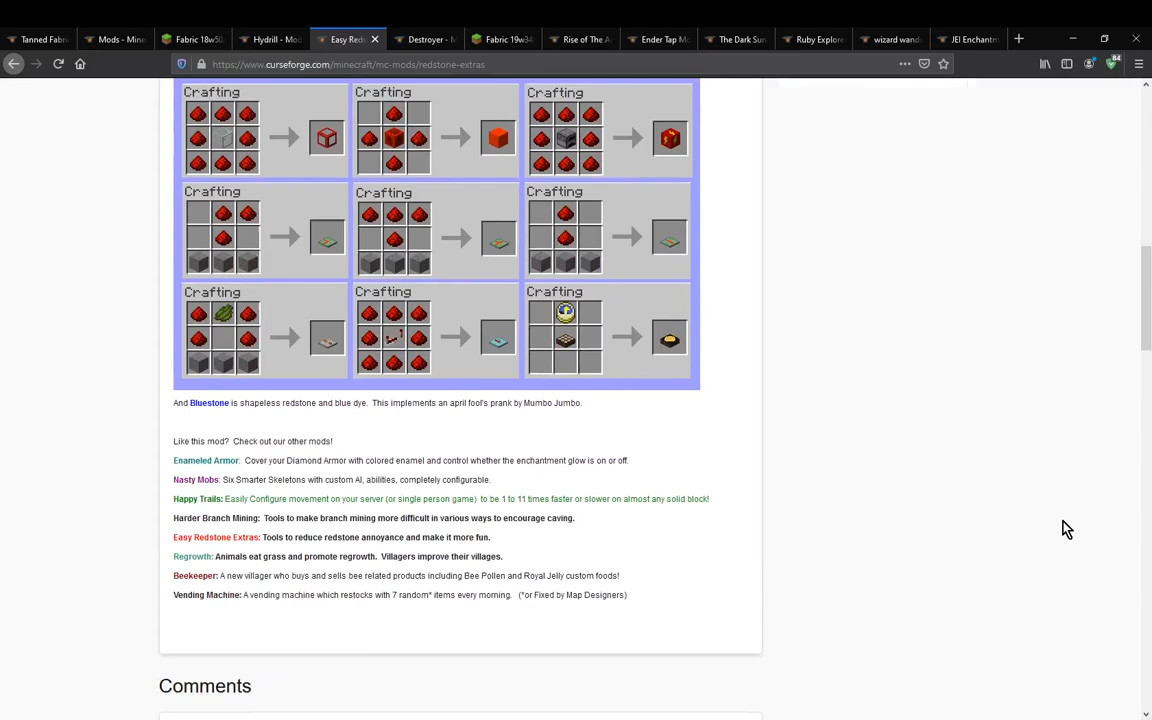 Tanned Fabri
Mods - Mine
Fabric 18w50
Hydrill - Mod
Easy Reds
Destroyer - M
Fabric 19w34
Rise of The A
Ender Tap Mo
The Dark Sun
Ruby Explore
wizard wand
JEI Enchantm
https://www.curseforge.com/minecraft/mc-mods/redstone-extras
84
Crafting Crafting Crafting
Crafting Crafting Crafting
Crafting Crafting Crafting
And Bluestone is shapeless redstone and blue dye. This implements an april fool's prank by Mumbo Jumbo.
Like this mod? Check out our other mods!
Enameled Armor: Cover your Diamond Armor with colored enamel and control whether the enchantment glow is on or off.
Nasty Mobs: Six Smarter Skeletons with custom AI, abilities, completely configurable.
Happy Trails: Easily Configure movement on your server (or single person game) to be 1 to 11 times faster or slower on almost any solid block!
Harder Branch Mining: Tools to make branch mining more difficult in various ways to encourage caving.
Easy Redstone Extras: Tools to reduce redstone annoyance and make it more fun.
Regrowth: Animals eat grass and promote regrowth. Villagers improve their villages.
Beekeeper: A new villager who buys and sells bee related products including Bee Pollen and Royal Jelly custom foods!
Vending Machine: A vending machine which restocks with 7 random* items every morning. (*or Fixed by Map Designers)
Comments